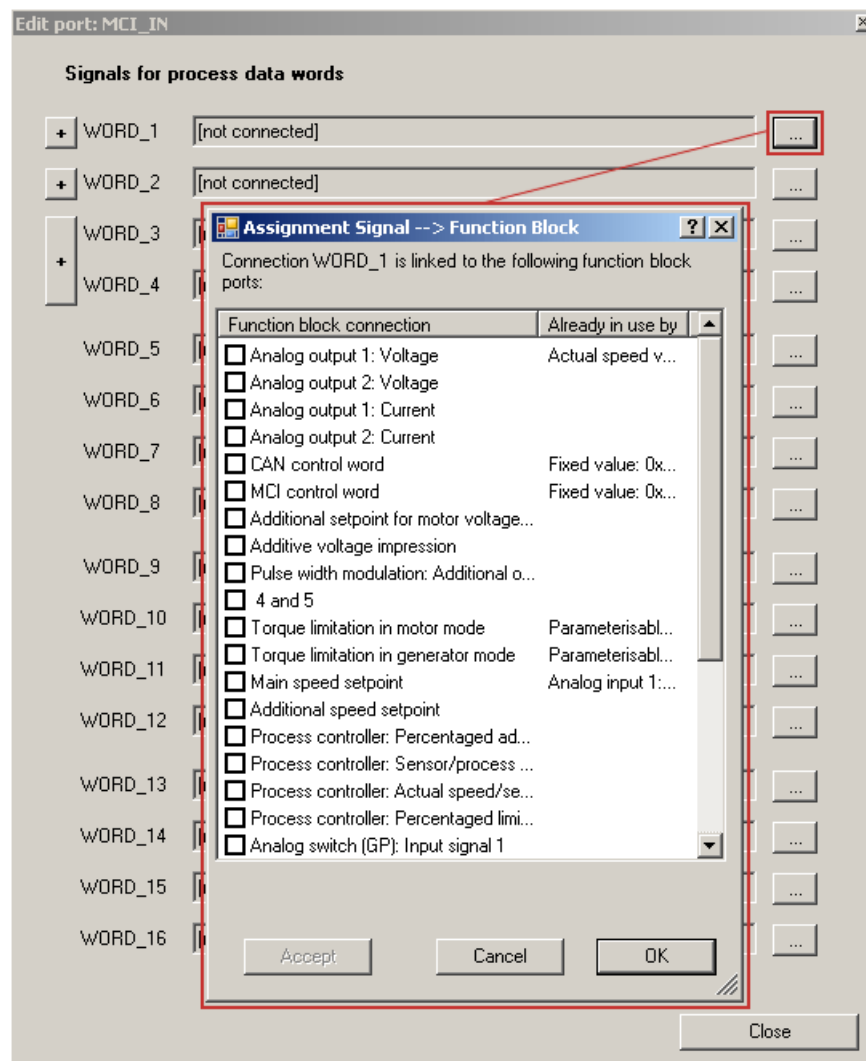 Edit port: MCI_IN
Signals for process data words
+ WORD_1 [not connected] ...
+ WORD_2 [not connected] ...
WORD_3 ...
+
WORD_4 ...
WORD_5 ...
WORD_6 ...
WORD_7 ...
WORD_8 ...
WORD_9 ...
WORD_10 ...
WORD_11 ...
WORD_12 ...
WORD_13 ...
WORD_14 ...
WORD_15 ...
WORD_16 ...
Assignment Signal --> Function Block ?
Connection WORD_1 is linked to the following function block
ports:
Function block connection Already in use by
Analog output 1: Voltage Actual speed v...
Analog output 2: Voltage
Analog output 1: Current
Analog output 2: Current
CAN control word Fixed value: 0x...
MCI control word Fixed value: 0x...
Additional setpoint for motor voltage...
Additive voltage impression
Pulse width modulation: Additional o...
4 and 5
Torque limitation in motor mode Parameterisabl...
Torque limitation in generator mode Parameterisabl...
Main speed setpoint Analog input 1:...
Additional speed setpoint
Process controller: Percentaged ad...
Process controller: Sensor/process ...
Process controller: Actual speed/se...
Process controller: Percentaged limi...
Analog switch (GP): Input signal 1
Accept Cancel OK
Close